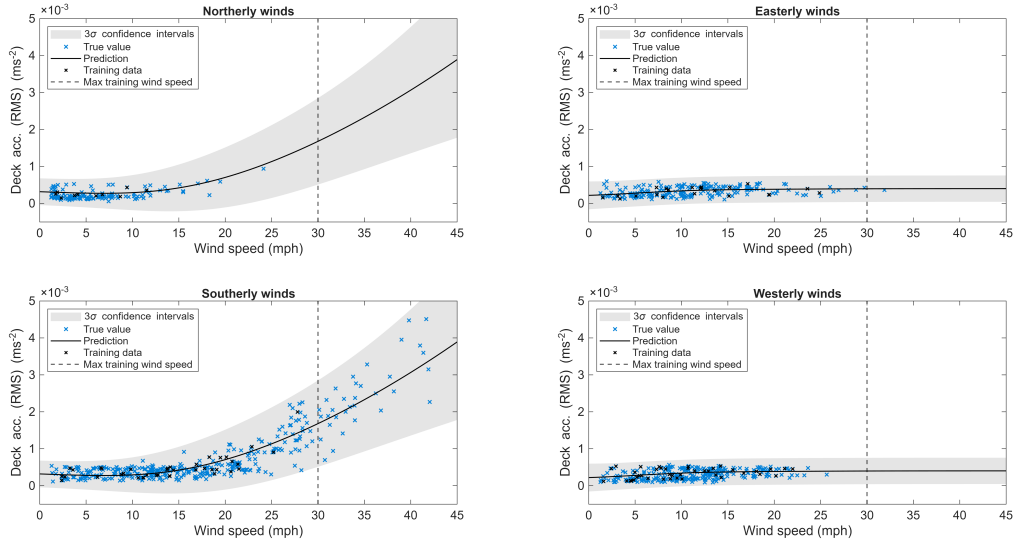 Northerly winds
×10⁻³
5
4
3
2
1
0
Deck acc. (RMS) (ms⁻²)
3σ confidence intervals
True value
Prediction
Training data
Max training wind speed
0 5 10 15 20 25 30 35 40 45
Wind speed (mph)
Easterly winds
×10⁻³
5
4
3
2
1
0
Deck acc. (RMS) (ms⁻²)
3σ confidence intervals
True value
Prediction
Training data
Max training wind speed
0 5 10 15 20 25 30 35 40 45
Wind speed (mph)
Southerly winds
×10⁻³
5
4
3
2
1
0
Deck acc. (RMS) (ms⁻²)
3σ confidence intervals
True value
Prediction
Training data
Max training wind speed
0 5 10 15 20 25 30 35 40 45
Wind speed (mph)
Westerly winds
×10⁻³
5
4
3
2
1
0
Deck acc. (RMS) (ms⁻²)
3σ confidence intervals
True value
Prediction
Training data
Max training wind speed
0 5 10 15 20 25 30 35 40 45
Wind speed (mph)